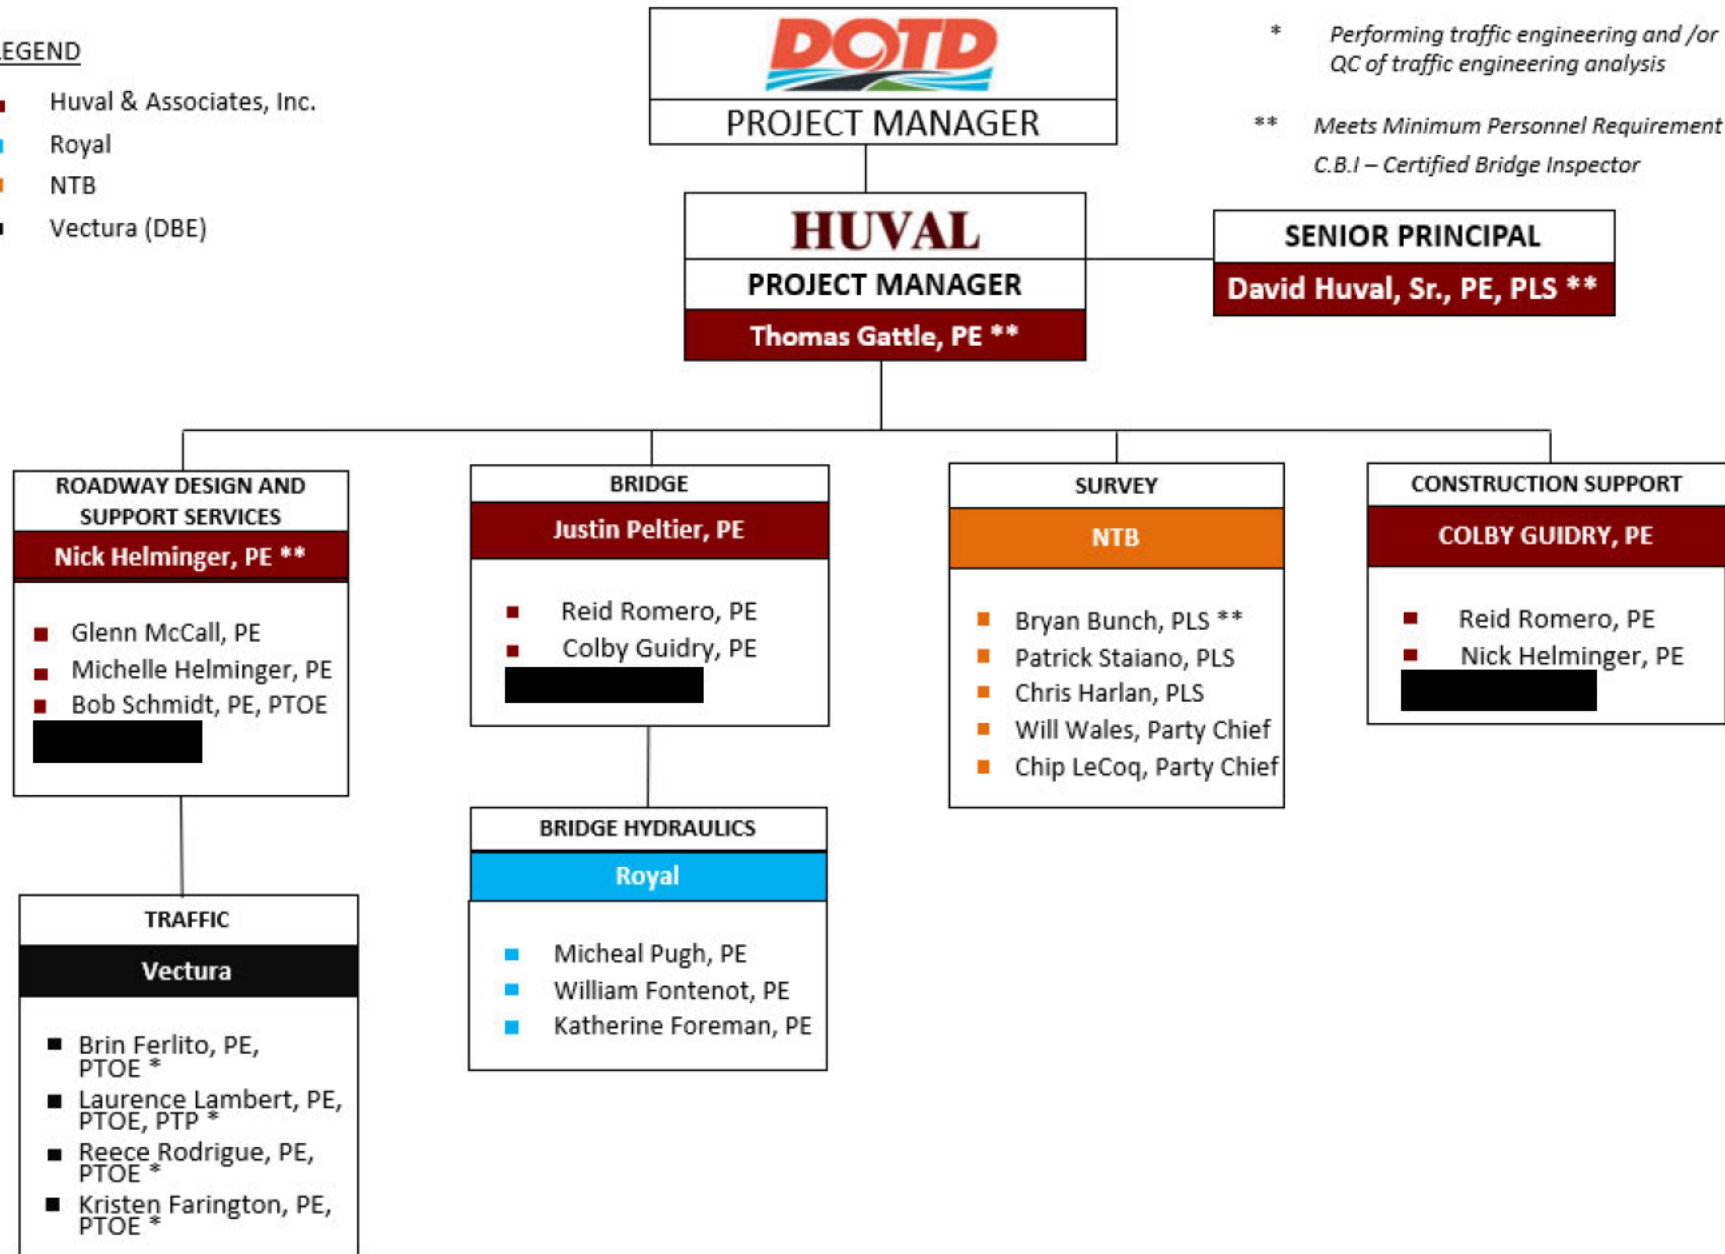 LEGEND
Huval & Associates, Inc.
Royal
NTB
Vectura (DBE)
DOTD
PROJECT MANAGER
* Performing traffic engineering and /or
QC of traffic engineering analysis
** Meets Minimum Personnel Requirement
C.B.I – Certified Bridge Inspector
HUVAL
PROJECT MANAGER
Thomas Gattle, PE **
SENIOR PRINCIPAL
David Huval, Sr., PE, PLS **
ROADWAY DESIGN AND
SUPPORT SERVICES
Nick Helminger, PE **
Glenn McCall, PE
Michelle Helminger, PE
Bob Schmidt, PE, PTOE
TRAFFIC
Vectura
Brin Ferlito, PE,
PTOE *
Laurence Lambert, PE,
PTOE, PTP *
Reece Rodrigue, PE,
PTOE *
Kristen Farington, PE,
PTOE *
BRIDGE
Justin Peltier, PE
Reid Romero, PE
Colby Guidry, PE
BRIDGE HYDRAULICS
Royal
Micheal Pugh, PE
William Fontenot, PE
Katherine Foreman, PE
SURVEY
NTB
Bryan Bunch, PLS **
Patrick Staiano, PLS
Chris Harlan, PLS
Will Wales, Party Chief
Chip LeCoq, Party Chief
CONSTRUCTION SUPPORT
COLBY GUIDRY, PE
Reid Romero, PE
Nick Helminger, PE